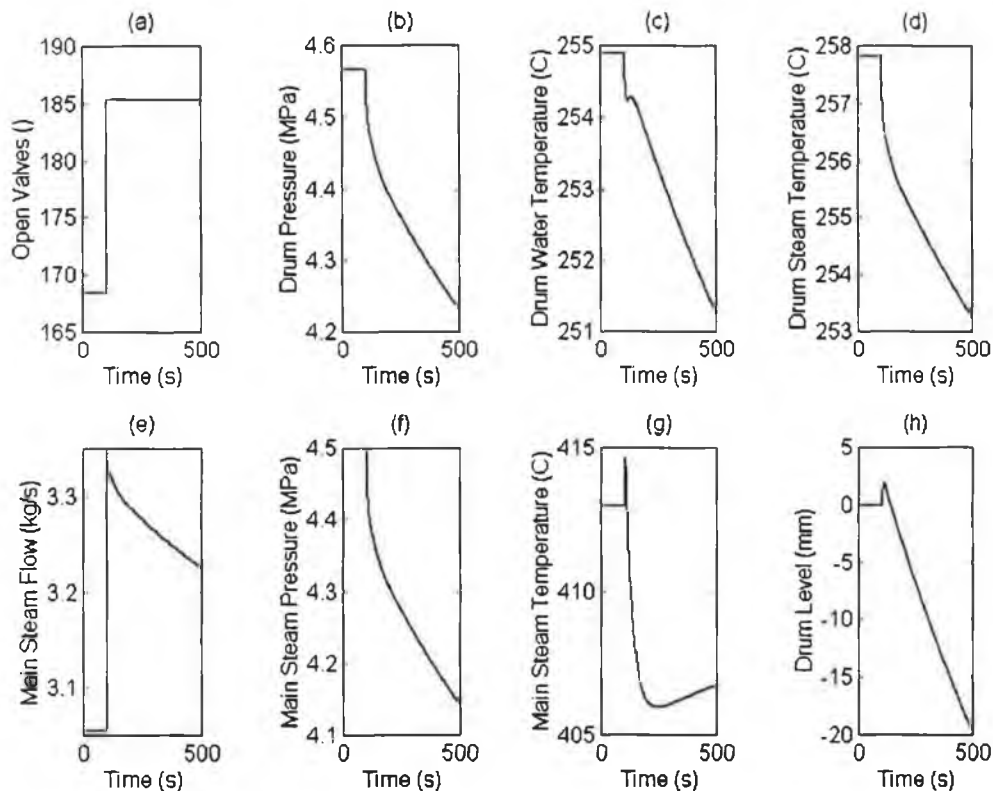 (a)
190
185
180
175
170
165
Open Valves ()
0 500
Time (s)
(b)
4.6
4.5
4.4
4.3
4.2
Drum Pressure (MPa)
0 500
Time (s)
(c)
255
254
253
252
251
Drum Water Temperature (C)
0 500
Time (s)
(d)
258
257
256
255
254
253
Drum Steam Temperature (C)
0 500
Time (s)
(e)
3.3
3.2
3.1
Main Steam Flow (kg/s)
0 500
Time (s)
(f)
4.5
4.4
4.3
4.2
4.1
Main Steam Pressure (MPa)
0 500
Time (s)
(g)
415
410
405
Main Steam Temperature (C)
0 500
Time (s)
(h)
5
0
-5
-10
-15
-20
Drum Level (mm)
0 500
Time (s)